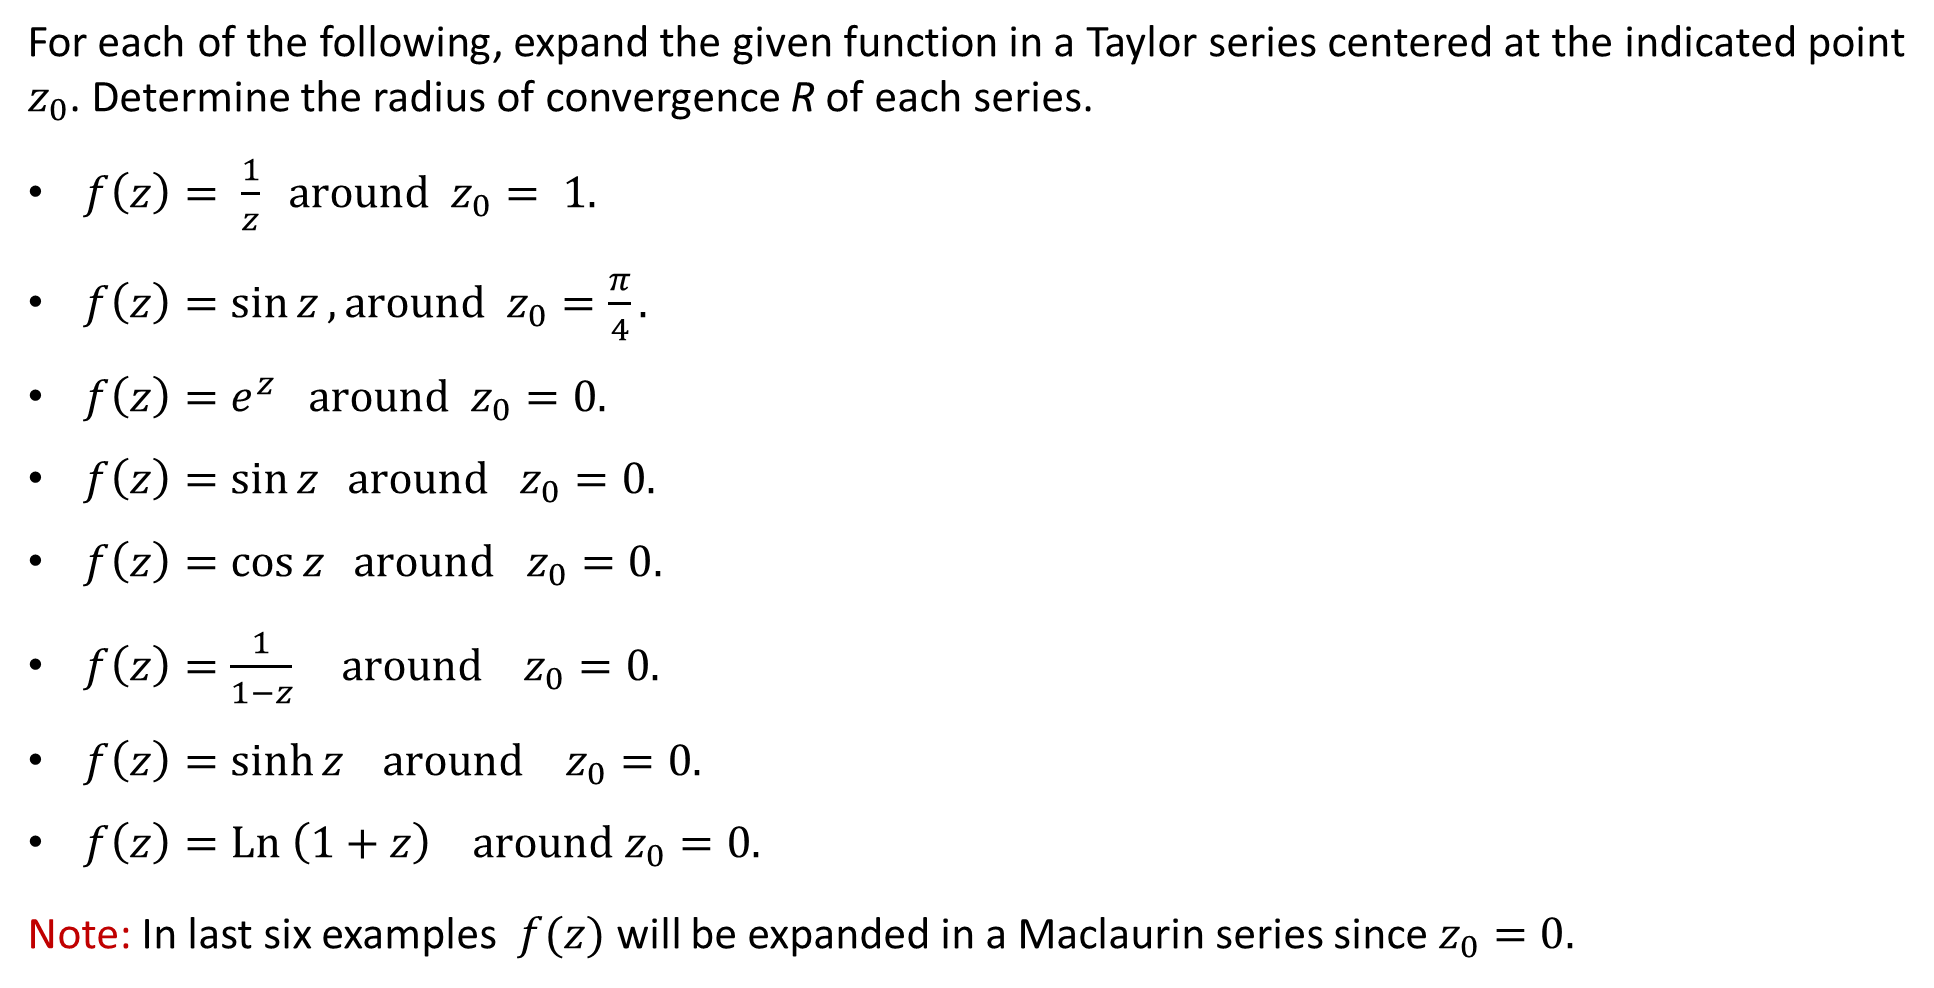 For each of the following, expand the given function in a Taylor series centered at the indicated point
z₀. Determine the radius of convergence R of each series.
• f(z) = 1/z around z₀ = 1.
• f(z) = sin z , around z₀ = π/4.
• f(z) = eᶻ around z₀ = 0.
• f(z) = sin z around z₀ = 0.
• f(z) = cos z around z₀ = 0.
• f(z) = 1/(1−z) around z₀ = 0.
• f(z) = sinh z around z₀ = 0.
• f(z) = Ln (1 + z) around z₀ = 0.
Note: In last six examples f(z) will be expanded in a Maclaurin series since z₀ = 0.